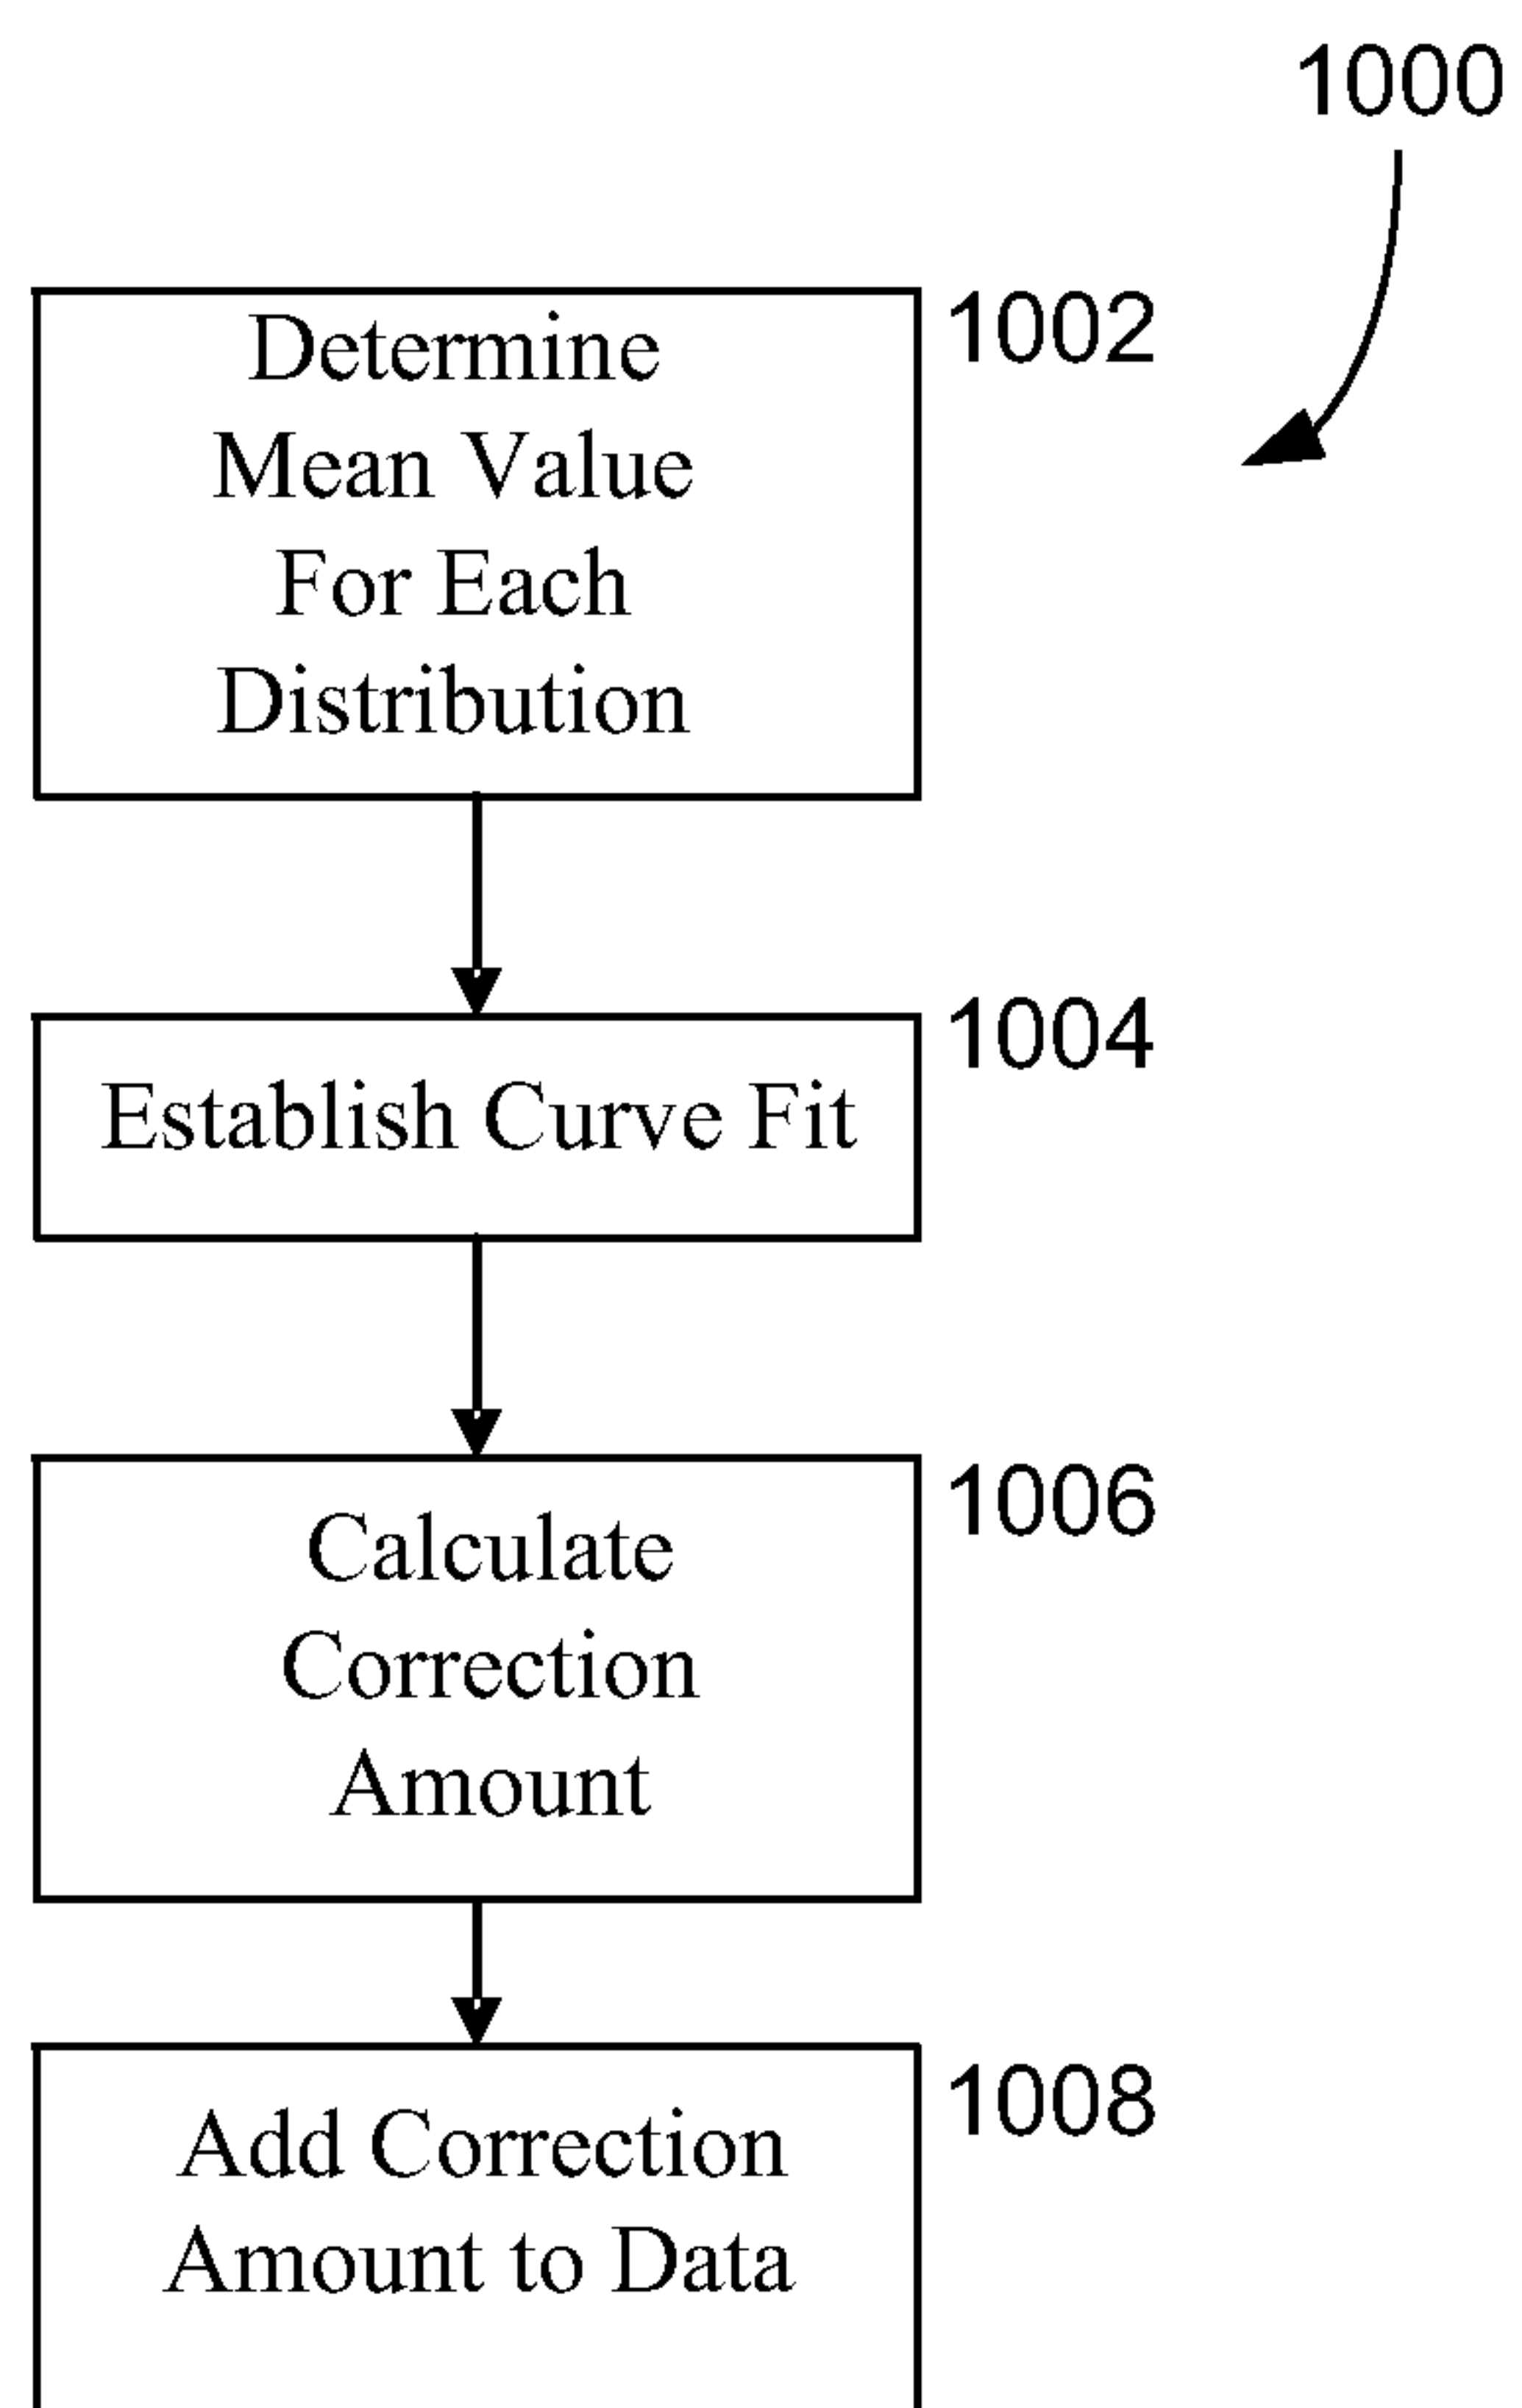 1000
1002
Determine
Mean Value
For Each
Distribution
1004
Establish Curve Fit
1006
Calculate
Correction
Amount
1008
Add Correction
Amount to Data